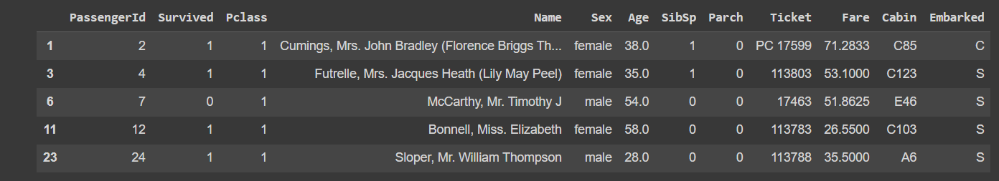 PassengerId Survived Pclass Name Sex Age SibSp Parch Ticket Fare Cabin Embarked
1 2 1 1 Cumings, Mrs. John Bradley (Florence Briggs Th... female 38.0 1 0 PC 17599 71.2833 C85 C
3 4 1 1 Futrelle, Mrs. Jacques Heath (Lily May Peel) female 35.0 1 0 113803 53.1000 C123 S
6 7 0 1 McCarthy, Mr. Timothy J male 54.0 0 0 17463 51.8625 E46 S
11 12 1 1 Bonnell, Miss. Elizabeth female 58.0 0 0 113783 26.5500 C103 S
23 24 1 1 Sloper, Mr. William Thompson male 28.0 0 0 113788 35.5000 A6 S